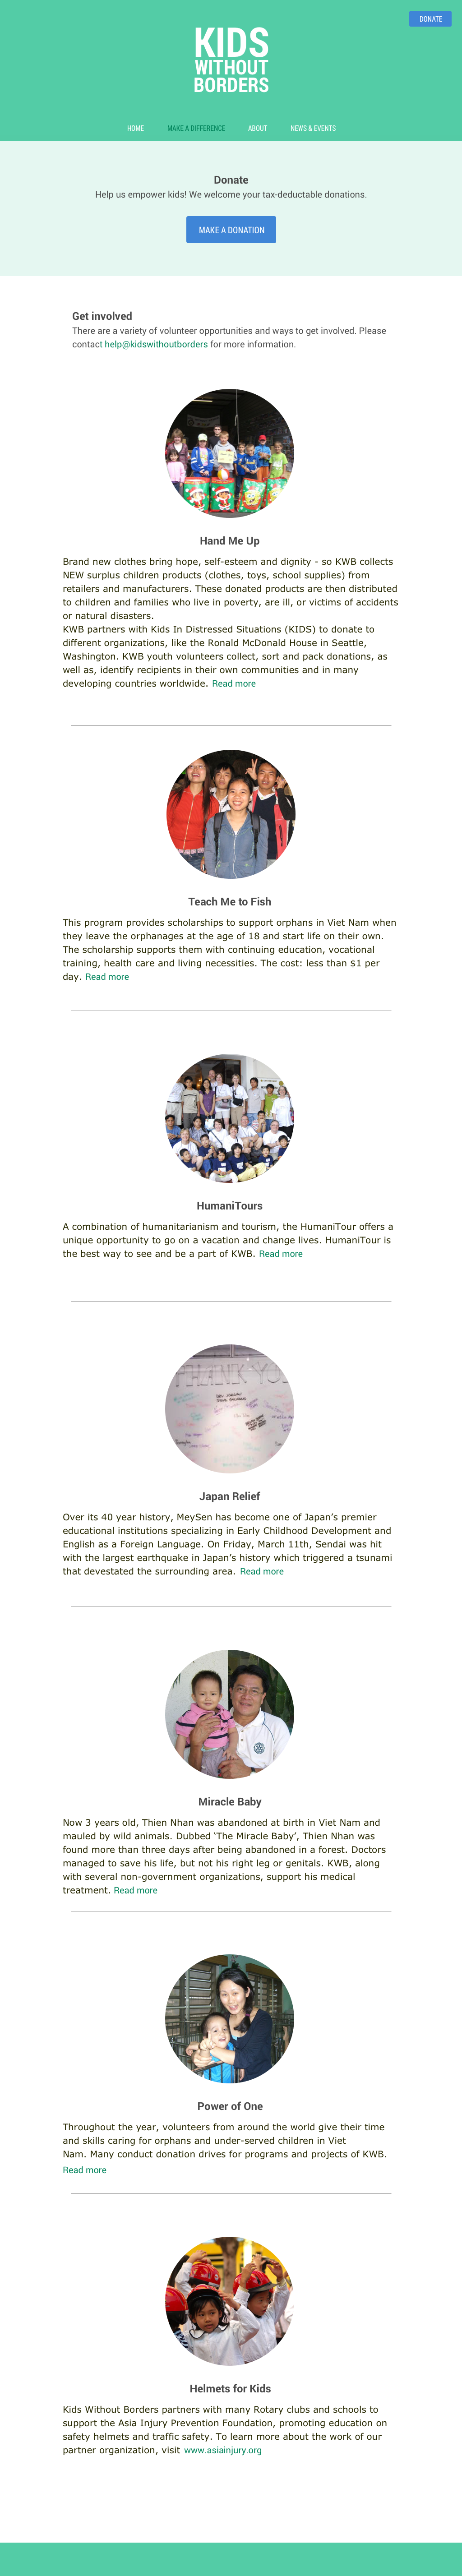 DONATE
KIDS
WITHOUT
BORDERS
HOME MAKE A DIFFERENCE ABOUT NEWS & EVENTS
Donate
Help us empower kids! We welcome your tax-deductable donations.
MAKE A DONATION
Get involved
There are a variety of volunteer opportunities and ways to get involved. Please
contact help@kidswithoutborders for more information.
Hand Me Up
Brand new clothes bring hope, self-esteem and dignity - so KWB collects
NEW surplus children products (clothes, toys, school supplies) from
retailers and manufacturers. These donated products are then distributed
to children and families who live in poverty, are ill, or victims of accidents
or natural disasters.
KWB partners with Kids In Distressed Situations (KIDS) to donate to
different organizations, like the Ronald McDonald House in Seattle,
Washington. KWB youth volunteers collect, sort and pack donations, as
well as, identify recipients in their own communities and in many
developing countries worldwide. Read more
Teach Me to Fish
This program provides scholarships to support orphans in Viet Nam when
they leave the orphanages at the age of 18 and start life on their own.
The scholarship supports them with continuing education, vocational
training, health care and living necessities. The cost: less than $1 per
day. Read more
HumaniTours
A combination of humanitarianism and tourism, the HumaniTour offers a
unique opportunity to go on a vacation and change lives. HumaniTour is
the best way to see and be a part of KWB. Read more
THANK YOU
Japan Relief
Over its 40 year history, MeySen has become one of Japan's premier
educational institutions specializing in Early Childhood Development and
English as a Foreign Language. On Friday, March 11th, Sendai was hit
with the largest earthquake in Japan's history which triggered a tsunami
that devestated the surrounding area. Read more
Miracle Baby
Now 3 years old, Thien Nhan was abandoned at birth in Viet Nam and
mauled by wild animals. Dubbed 'The Miracle Baby', Thien Nhan was
found more than three days after being abandoned in a forest. Doctors
managed to save his life, but not his right leg or genitals. KWB, along
with several non-government organizations, support his medical
treatment. Read more
Power of One
Throughout the year, volunteers from around the world give their time
and skills caring for orphans and under-served children in Viet
Nam. Many conduct donation drives for programs and projects of KWB.
Read more
Helmets for Kids
Kids Without Borders partners with many Rotary clubs and schools to
support the Asia Injury Prevention Foundation, promoting education on
safety helmets and traffic safety. To learn more about the work of our
partner organization, visit www.asiainjury.org